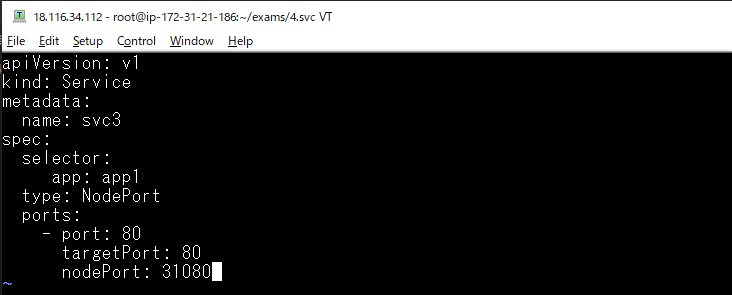 18.116.34.112 - root@ip-172-31-21-186:~/exams/4.svc VT
File Edit Setup Control Window Help
apiVersion: v1
kind: Service
metadata:
  name: svc3
spec:
  selector:
     app: app1
  type: NodePort
  ports:
    - port: 80
      targetPort: 80
      nodePort: 31080
~